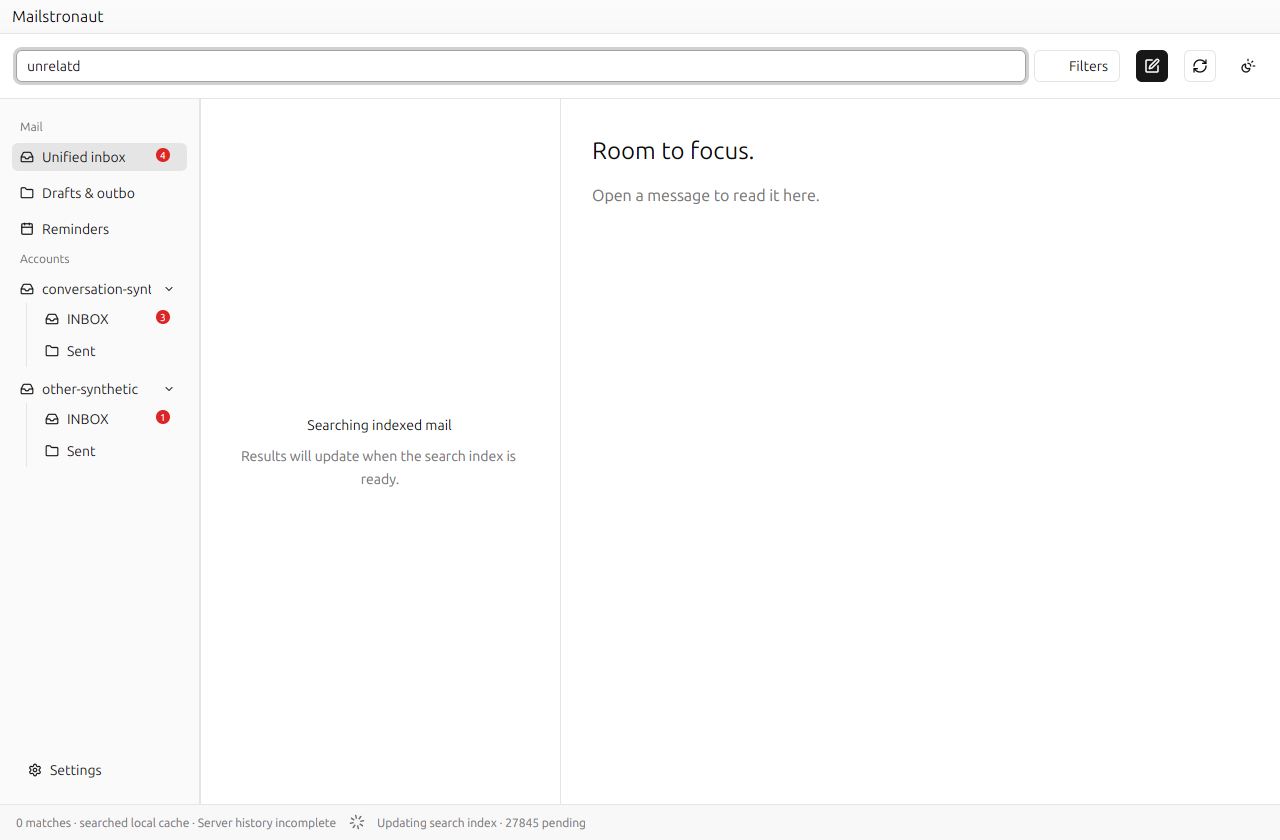 Mailstronaut
unrelatd
Filters
Mail
Unified inbox 4
Drafts & outbo
Reminders
Accounts
conversation-synt
INBOX 3
Sent
other-synthetic
INBOX 1
Sent
Settings
Searching indexed mail
Results will update when the search index is
ready.
Room to focus.
Open a message to read it here.
0 matches · searched local cache · Server history incomplete
Updating search index · 27845 pending